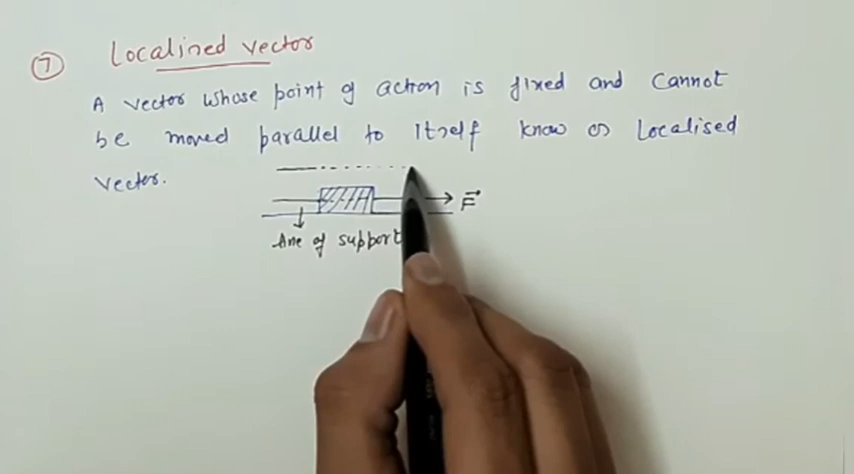 7 Localined vector
A vector whose point of action is fixed and cannot
be moved parallel to itself know as Localised
vector.
F
line of support